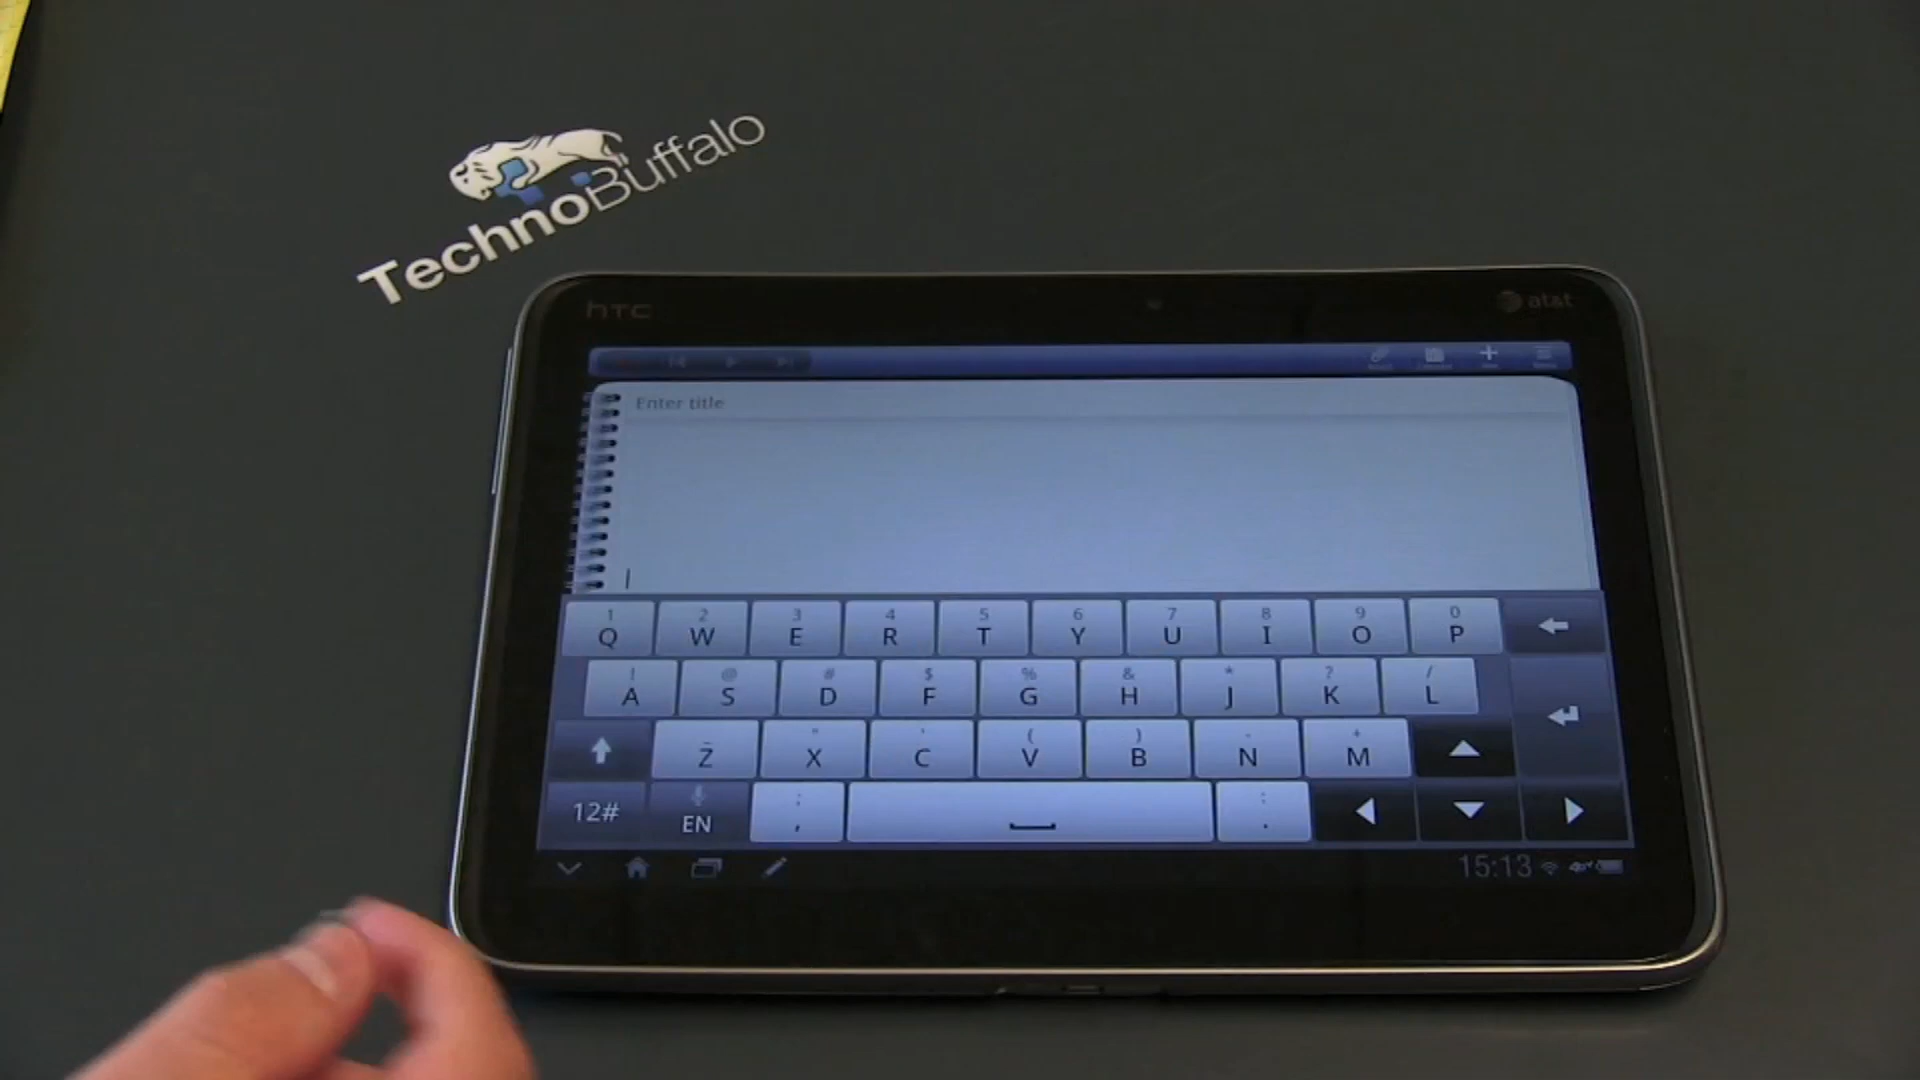 TechnoBuffalo
hTC
at&t
Enter title
1 2 3 4 5 6 7 8 9 0
Q W E R T Y U I O P
! @ # $ % & * ? /
A S D F G H J K L
" ' ( ) - +
Z X C V B N M
12# EN ; , : .
15:13